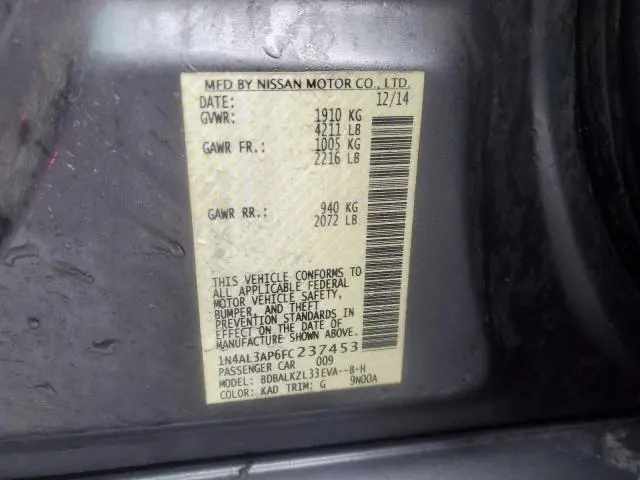 MFD BY NISSAN MOTOR CO., LTD.
DATE: 12/14
GVWR: 1910 KG
4211 LB
GAWR FR.: 1005 KG
2216 LB
GAWR RR.: 940 KG
2072 LB
THIS VEHICLE CONFORMS TO
ALL APPLICABLE FEDERAL
MOTOR VEHICLE SAFETY,
BUMPER, AND THEFT
PREVENTION STANDARDS IN
EFFECT ON THE DATE OF
MANUFACTURE SHOWN ABOVE.
1N4AL3AP6FC237453
PASSENGER CAR 009
MODEL: BDBALKZL33EVA--B-H
COLOR: KAD TRIM: G 9N00A